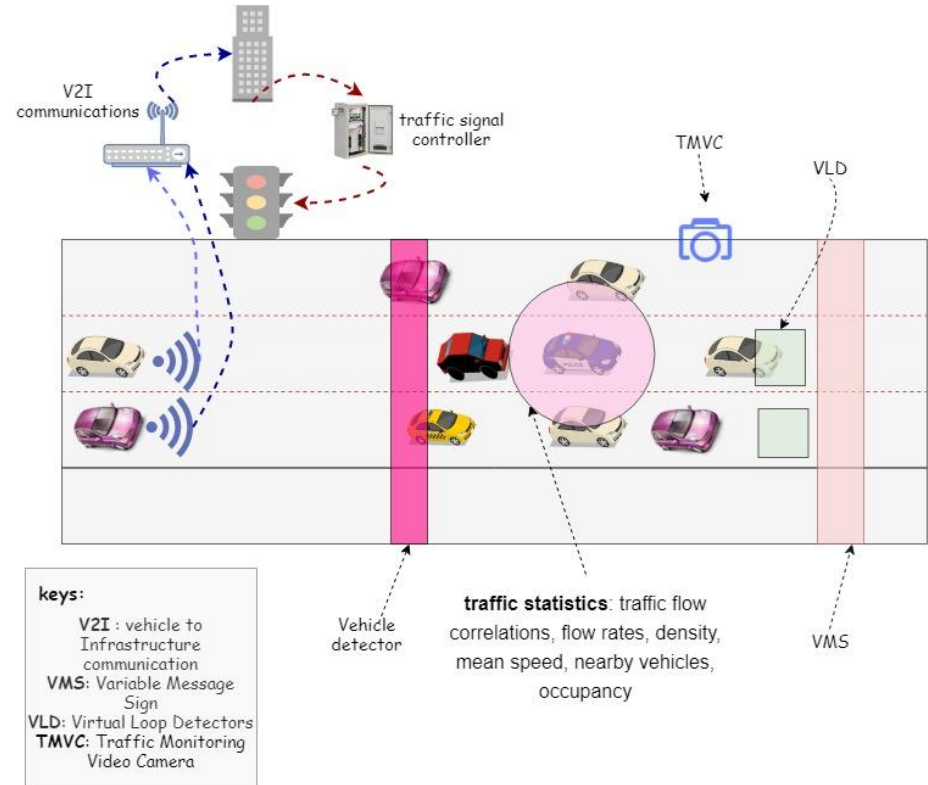 V2I
communications
traffic signal
controller
TMVC
VLD
POLICE
Vehicle
detector
traffic statistics: traffic flow
correlations, flow rates, density,
mean speed, nearby vehicles,
occupancy
VMS
keys:
V2I : vehicle to
Infrastructure
communication
VMS: Variable Message
Sign
VLD: Virtual Loop Detectors
TMVC: Traffic Monitoring
Video Camera